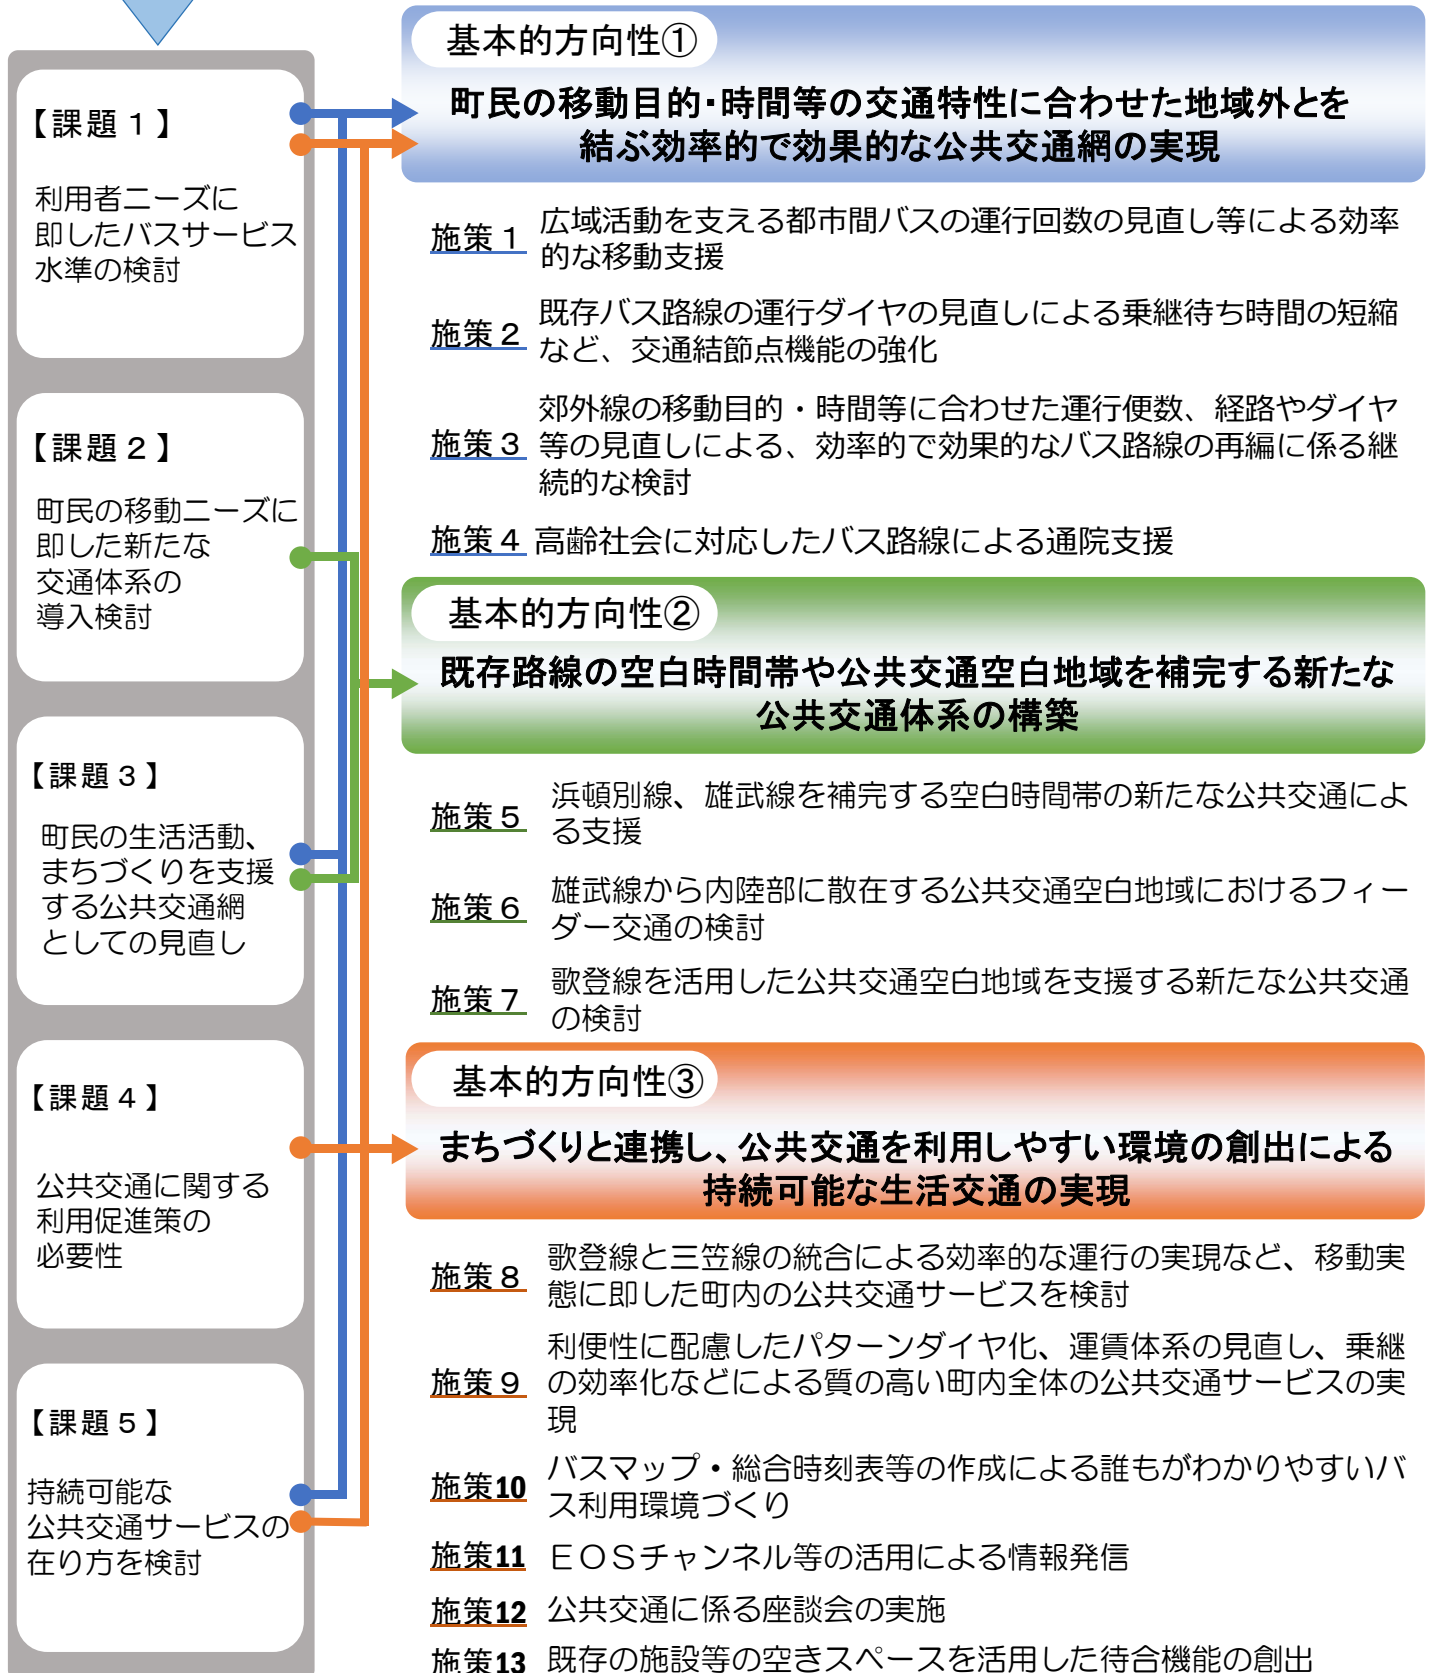 【課題１】
利用者ニーズに
即したバスサービス
水準の検討
【課題２】
町民の移動ニーズに
即した新たな
交通体系の
導入検討
【課題３】
町民の生活活動、
まちづくりを支援
する公共交通網
としての見直し
【課題４】
公共交通に関する
利用促進策の
必要性
【課題５】
持続可能な
公共交通サービスの
在り方を検討
基本的方向性①
町民の移動目的・時間等の交通特性に合わせた地域外とを
結ぶ効率的で効果的な公共交通網の実現
施策１
広域活動を支える都市間バスの運行回数の見直し等による効率
的な移動支援
施策２
既存バス路線の運行ダイヤの見直しによる乗継待ち時間の短縮
など、交通結節点機能の強化
施策３
郊外線の移動目的・時間等に合わせた運行便数、経路やダイヤ
等の見直しによる、効率的で効果的なバス路線の再編に係る継
続的な検討
施策４ 高齢社会に対応したバス路線による通院支援
基本的方向性②
既存路線の空白時間帯や公共交通空白地域を補完する新たな
公共交通体系の構築
施策５
浜頓別線、雄武線を補完する空白時間帯の新たな公共交通によ
る支援
施策６
雄武線から内陸部に散在する公共交通空白地域におけるフィー
ダー交通の検討
施策７
歌登線を活用した公共交通空白地域を支援する新たな公共交通
の検討
基本的方向性③
まちづくりと連携し、公共交通を利用しやすい環境の創出による
持続可能な生活交通の実現
施策８
歌登線と三笠線の統合による効率的な運行の実現など、移動実
態に即した町内の公共交通サービスを検討
施策９
利便性に配慮したパターンダイヤ化、運賃体系の見直し、乗継
の効率化などによる質の高い町内全体の公共交通サービスの実
現
施策10
バスマップ・総合時刻表等の作成による誰もがわかりやすいバ
ス利用環境づくり
施策11 ＥＯＳチャンネル等の活用による情報発信
施策12 公共交通に係る座談会の実施
施策13 既存の施設等の空きスペースを活用した待合機能の創出